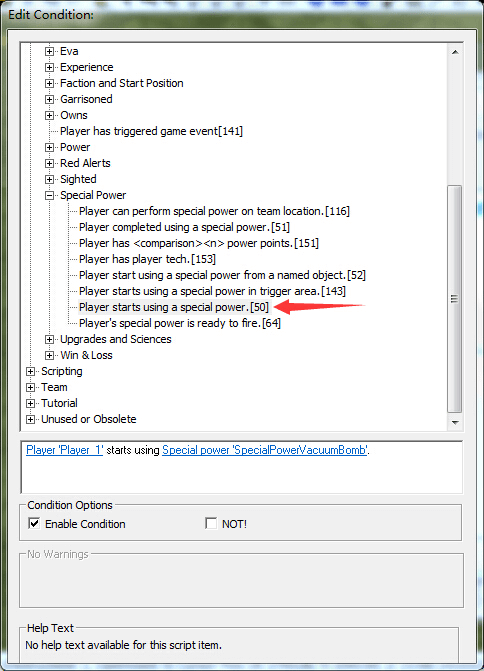 Edit Condition:
Eva
Experience
Faction and Start Position
Garrisoned
Owns
Player has triggered game event[141]
Power
Red Alerts
Sighted
Special Power
Player can perform special power on team location.[116]
Player completed using a special power.[51]
Player has <comparison><n> power points.[151]
Player has player tech.[153]
Player start using a special power from a named object.[52]
Player starts using a special power in trigger area.[143]
Player starts using a special power.[50]
Player's special power is ready to fire.[64]
Upgrades and Sciences
Win & Loss
Scripting
Team
Tutorial
Unused or Obsolete
Player 'Player_1' starts using Special power 'SpecialPowerVacuumBomb'.
Condition Options
Enable Condition
NOT!
No Warnings
Help Text
No help text available for this script item.